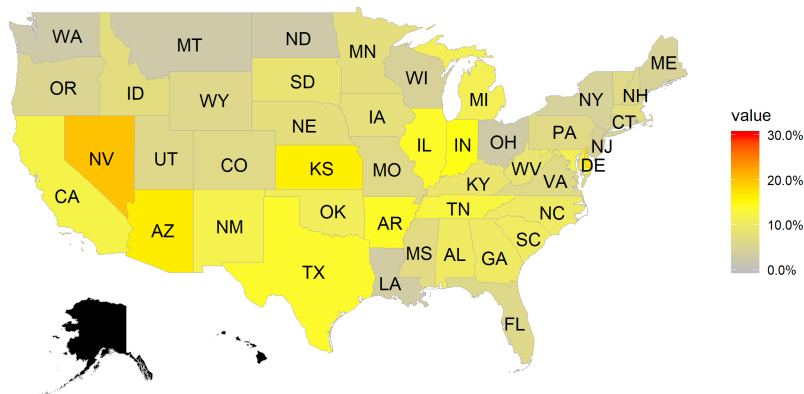 WA
MT
ND
MN
ME
OR
ID
WY
SD
WI
MI
NY
NH
CT
NV
UT
CO
NE
IA
IL
IN
OH
PA
NJ
DE
CA
AZ
NM
KS
OK
MO
AR
KY
WV
VA
TN
NC
SC
TX
LA
MS
AL
GA
FL
value
30.0%
20.0%
10.0%
0.0%